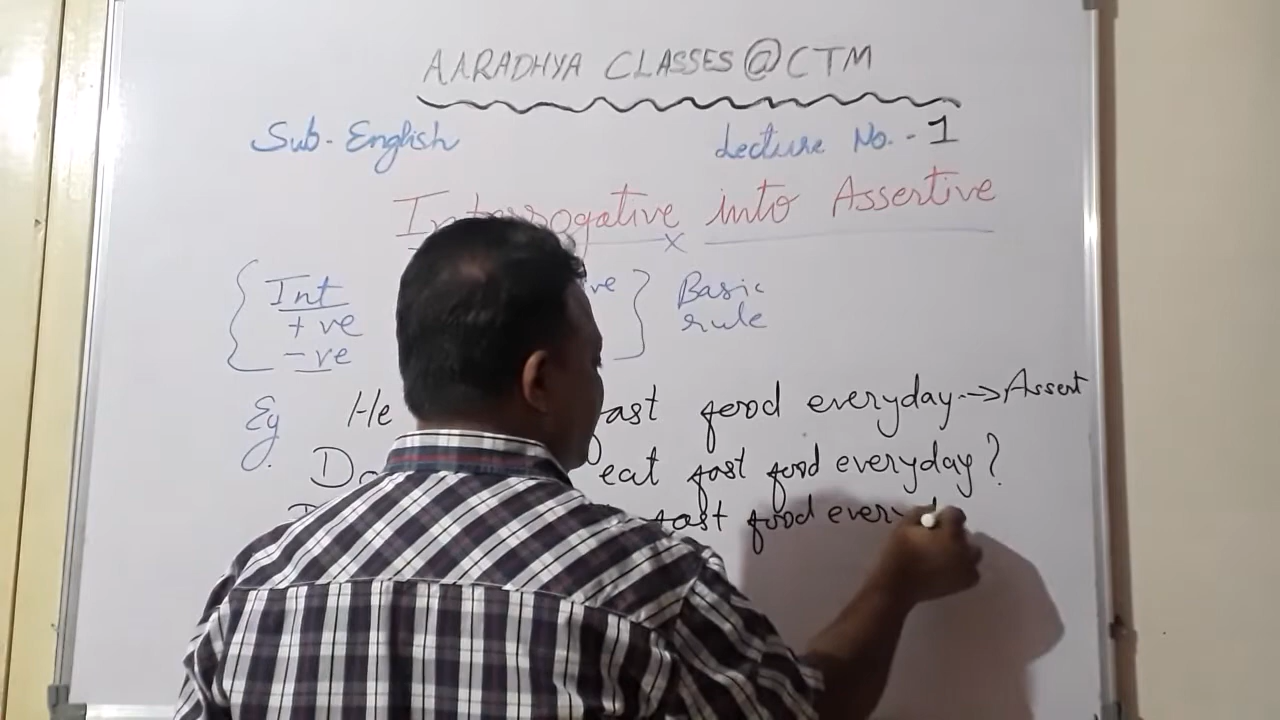 AARADHYA CLASSES@CTM
Sub- English
Lecture No. - 1
Interrogative into Assertive
x
Int
+ve
-ve
ve
Basic
rule
Eg
He fast food everyday --> Assert
eat fast food everyday?
fast food every